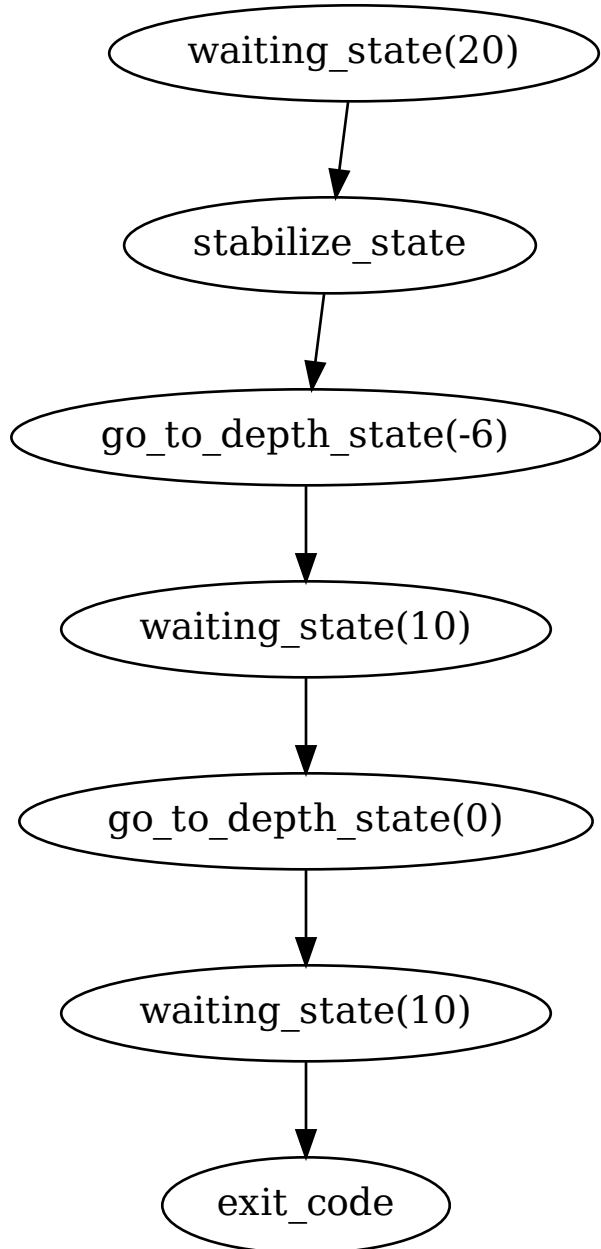 waiting_state(20)
stabilize_state
go_to_depth_state(-6)
waiting_state(10)
go_to_depth_state(0)
waiting_state(10)
exit_code